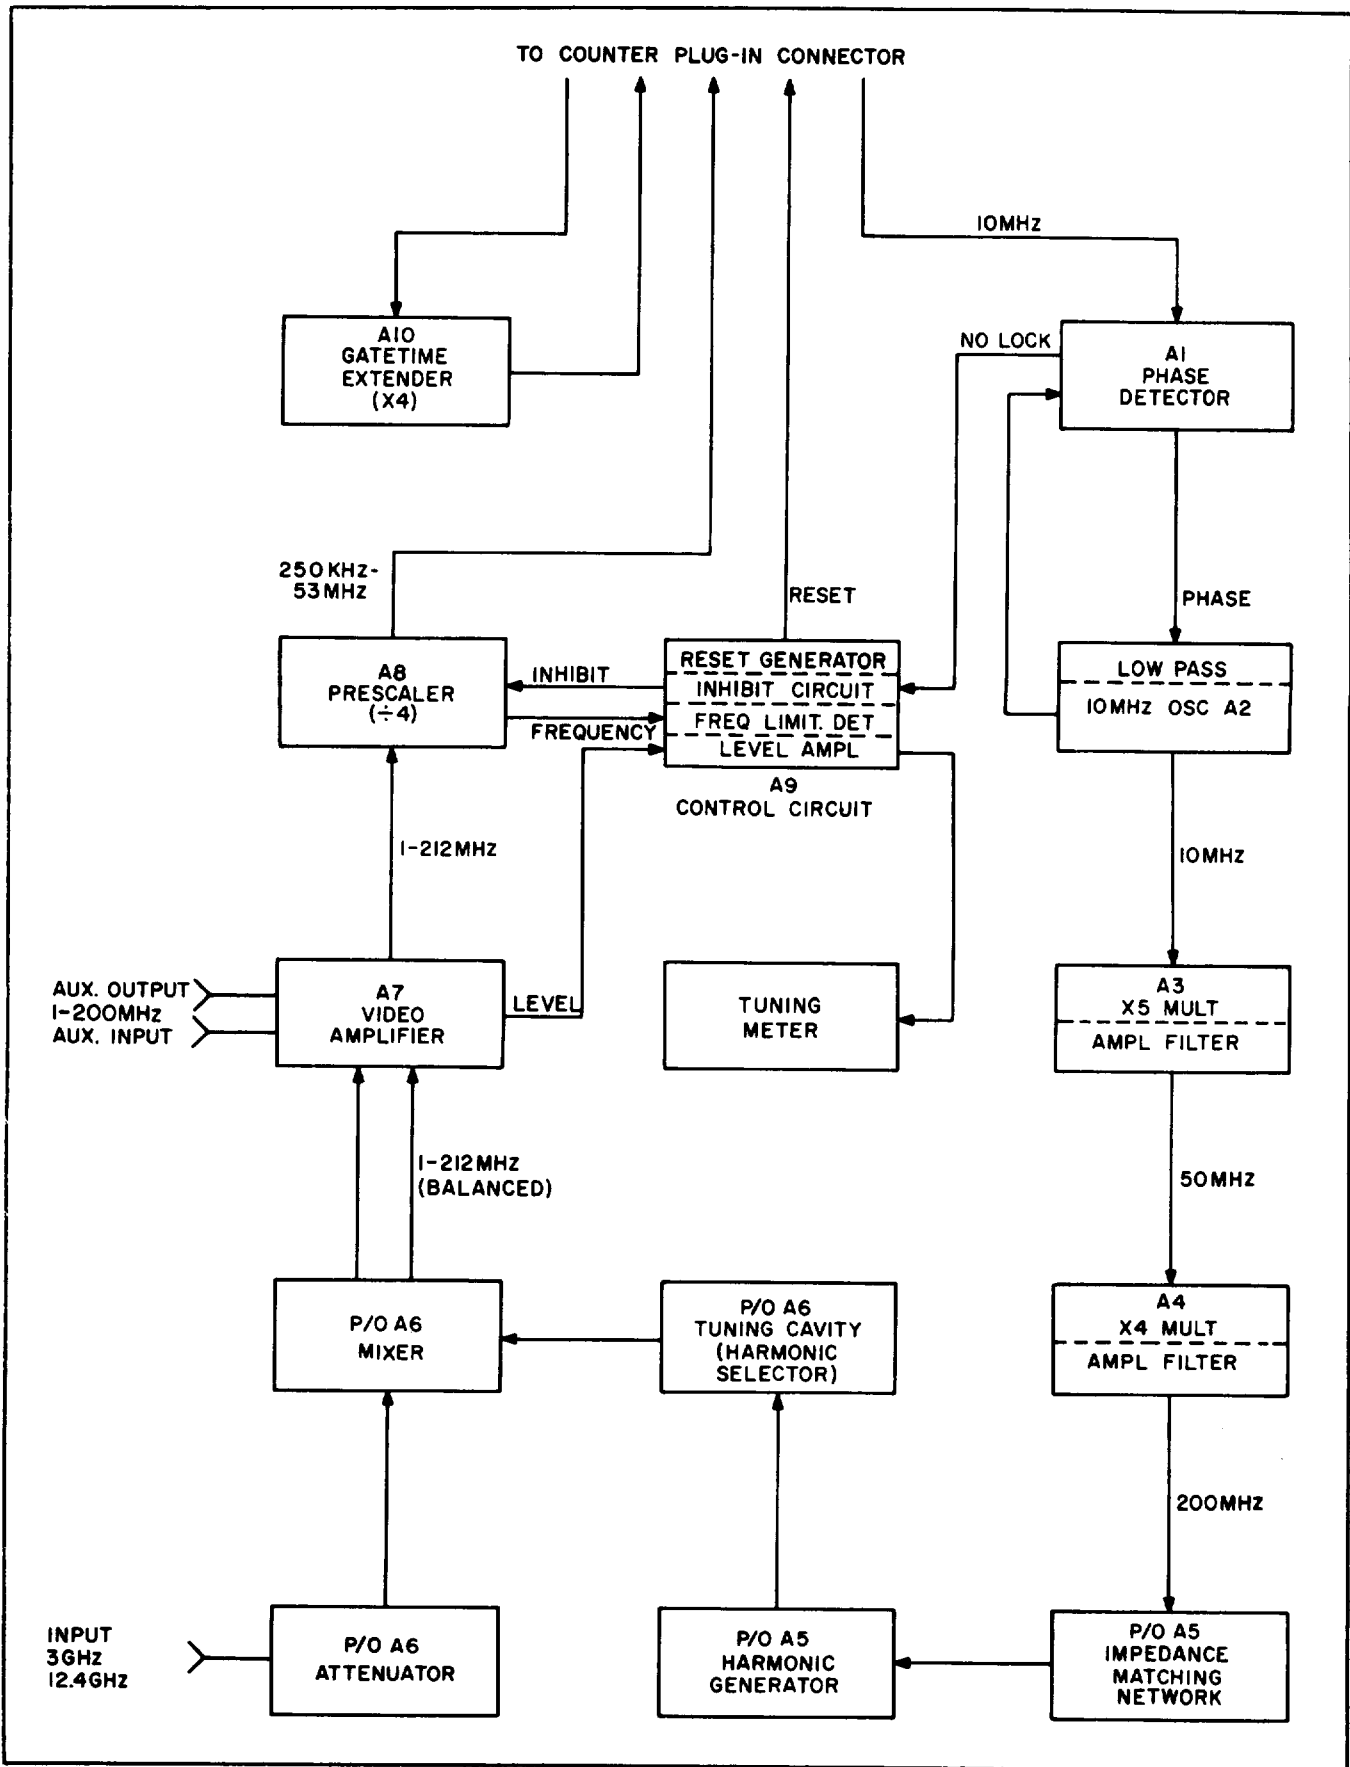 TO COUNTER PLUG-IN CONNECTOR
10MHZ
A10
GATETIME
EXTENDER
(X4)
NO LOCK
A1
PHASE
DETECTOR
250KHZ-
53MHZ
RESET
PHASE
A8
PRESCALER
(÷4)
INHIBIT
FREQUENCY
RESET GENERATOR
INHIBIT CIRCUIT
FREQ LIMIT. DET
LEVEL AMPL
A9
CONTROL CIRCUIT
LOW PASS
10MHZ OSC A2
1-212MHZ
10MHZ
AUX. OUTPUT
1-200MHZ
AUX. INPUT
A7
VIDEO
AMPLIFIER
LEVEL
TUNING
METER
A3
X5 MULT
AMPL FILTER
1-212MHZ
(BALANCED)
50MHZ
P/O A6
MIXER
P/O A6
TUNING CAVITY
(HARMONIC
SELECTOR)
A4
X4 MULT
AMPL FILTER
200MHZ
INPUT
3GHZ
12.4GHZ
P/O A6
ATTENUATOR
P/O A5
HARMONIC
GENERATOR
P/O A5
IMPEDANCE
MATCHING
NETWORK